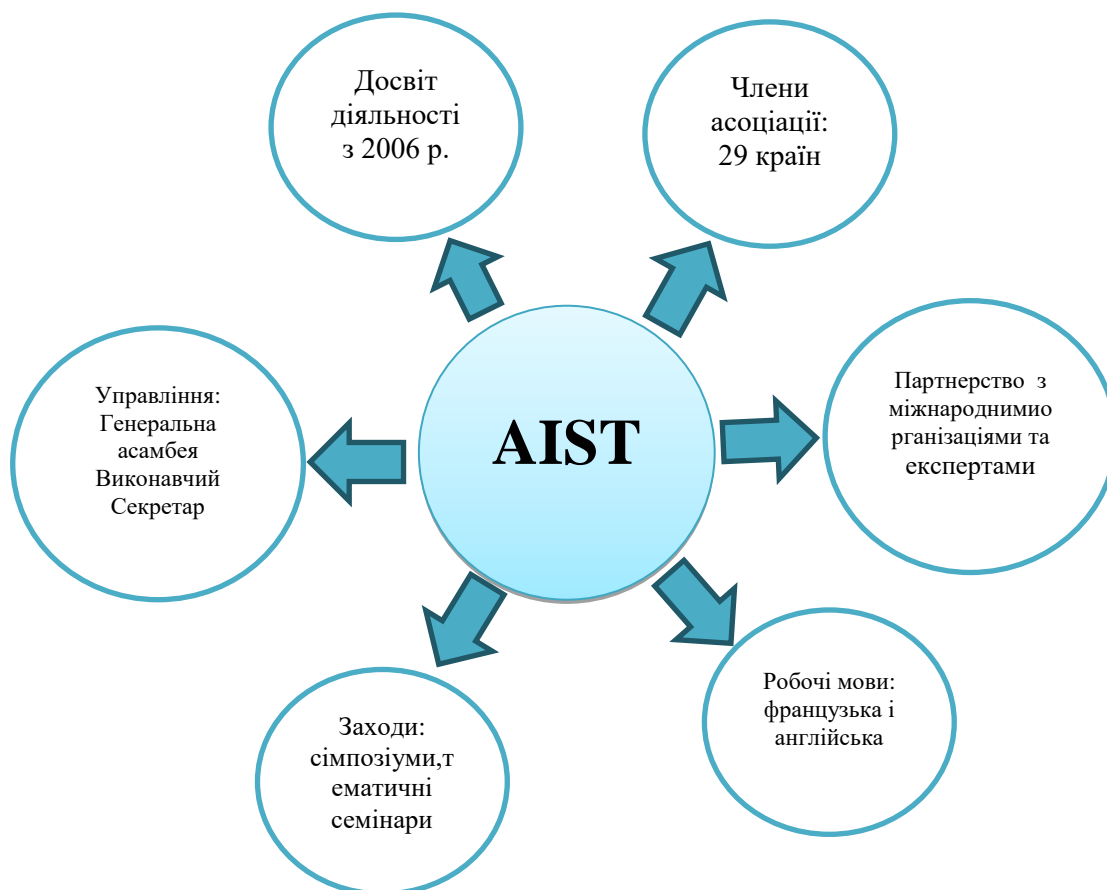 Досвіт
діяльності
з 2006 р.
Члени
асоціації:
29 країн
Управління:
Генеральна
асамбея
Виконавчий
Секретар
AIST
Партнерство з
міжнароднимио
рганізаціями та
експертами
Заходи:
сімпозіуми,т
ематичні
семінари
Робочі мови:
французька і
англійська